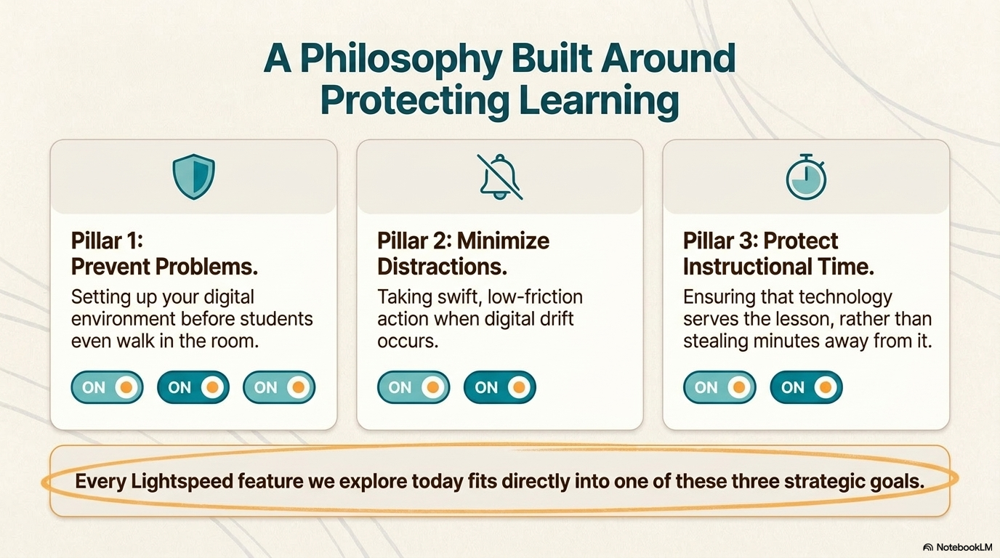 A Philosophy Built Around
Protecting Learning
Pillar 1:
Prevent Problems.
Setting up your digital
environment before students
even walk in the room.
ON ON ON
Pillar 2: Minimize
Distractions.
Taking swift, low-friction
action when digital drift
occurs.
ON ON
Pillar 3: Protect
Instructional Time.
Ensuring that technology
serves the lesson, rather than
stealing minutes away from it.
ON ON
Every Lightspeed feature we explore today fits directly into one of these three strategic goals.
NotebookLM